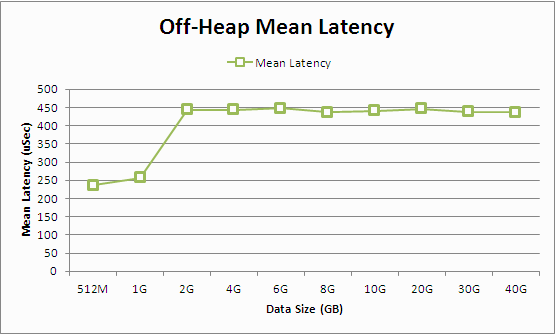 Off-Heap Mean Latency
Mean Latency
Mean Latency (uSec)
500
450
400
350
300
250
200
150
100
50
0
512M 1G 2G 4G 6G 8G 10G 20G 30G 40G
Data Size (GB)